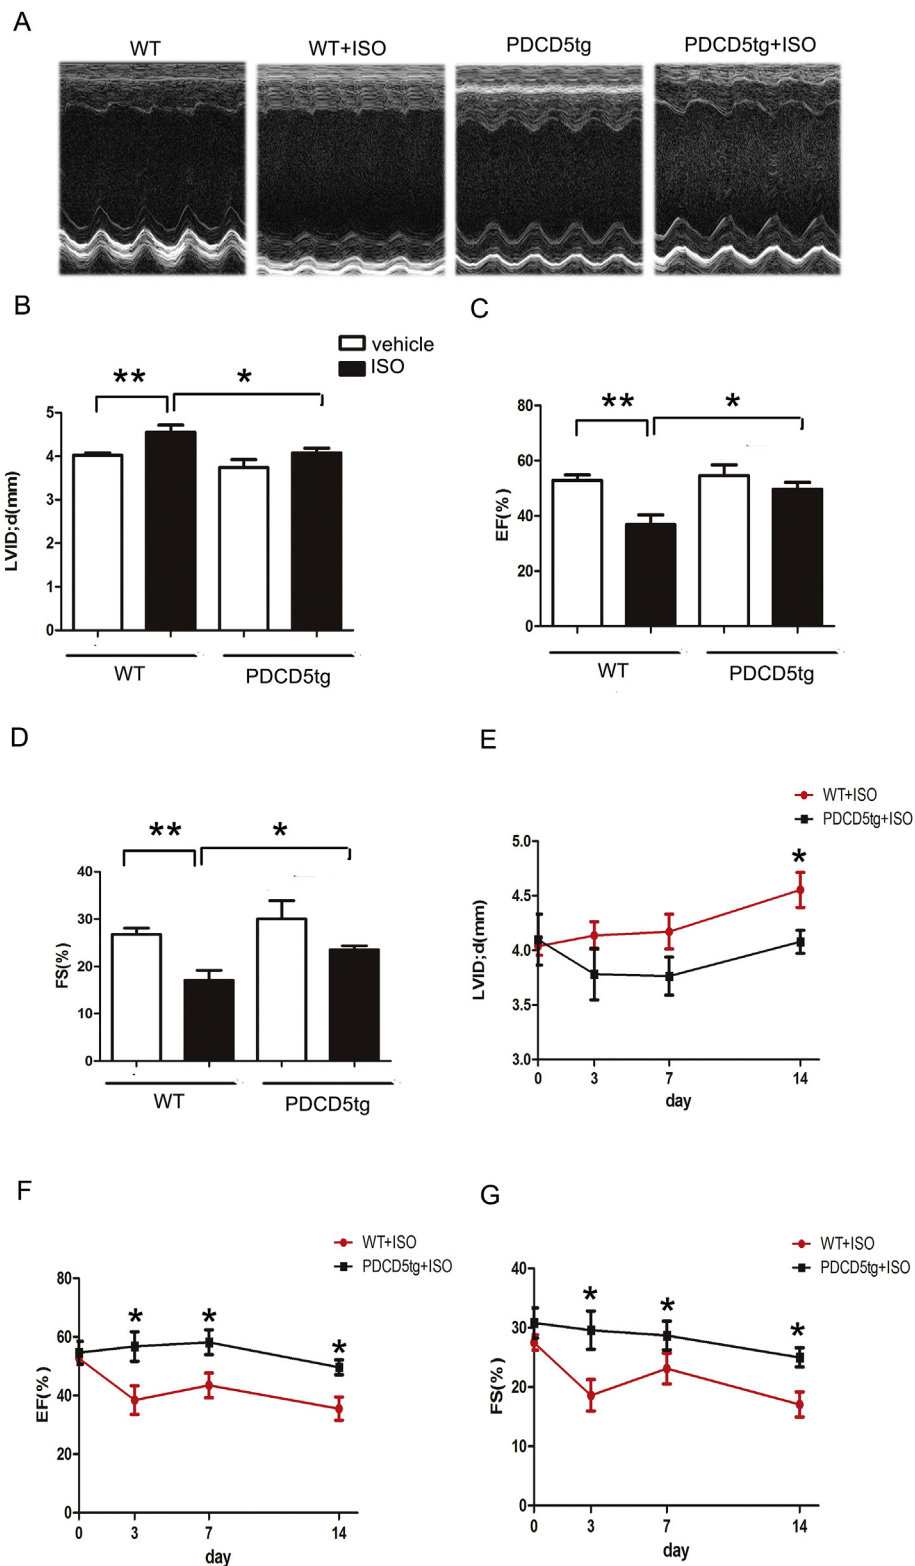 A
WT
WT+ISO
PDCD5tg
PDCD5tg+ISO
B
vehicle
ISO
** *
LVID;d(mm)
5
4
3
2
1
0
WT
PDCD5tg
C
** *
EF(%)
80
60
40
20
0
WT
PDCD5tg
D
** *
FS(%)
40
30
20
10
0
WT
PDCD5tg
E
WT+ISO
PDCD5tg+ISO
*
LVID;d(mm)
5.0
4.5
4.0
3.5
3.0
0 3 7 14
day
F
WT+ISO
PDCD5tg+ISO
* * *
EF(%)
80
60
40
20
0
0 3 7 14
day
G
WT+ISO
PDCD5tg+ISO
* * *
FS(%)
40
30
20
10
0
0 3 7 14
day